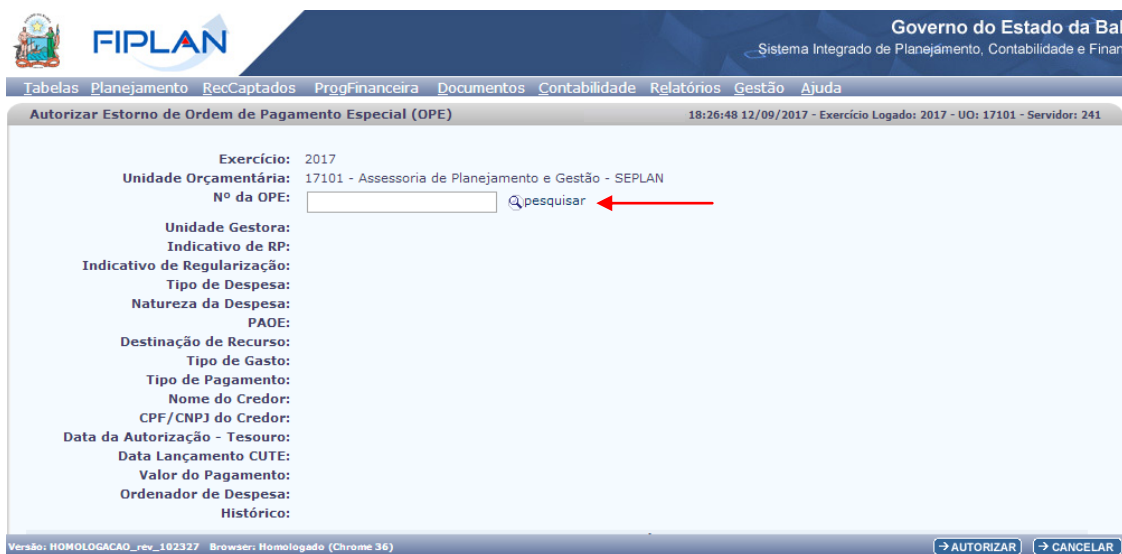 FIPLAN
Governo do Estado da Bal
Sistema Integrado de Planejamento, Contabilidade e Finan
Tabelas Planejamento RecCaptados ProgFinanceira Documentos Contabilidade Relatórios Gestão Ajuda
Autorizar Estorno de Ordem de Pagamento Especial (OPE) 18:26:48 12/09/2017 - Exercício Logado: 2017 - UO: 17101 - Servidor: 241
Exercício: 2017
Unidade Orçamentária: 17101 - Assessoria de Planejamento e Gestão - SEPLAN
Nº da OPE: pesquisar
Unidade Gestora:
Indicativo de RP:
Indicativo de Regularização:
Tipo de Despesa:
Natureza da Despesa:
PAOE:
Destinação de Recurso:
Tipo de Gasto:
Tipo de Pagamento:
Nome do Credor:
CPF/CNPJ do Credor:
Data da Autorização - Tesouro:
Data Lançamento CUTE:
Valor do Pagamento:
Ordenador de Despesa:
Histórico:
Versão: HOMOLOGACAO_rev_102327 Browser: Homologado (Chrome 36) AUTORIZAR CANCELAR